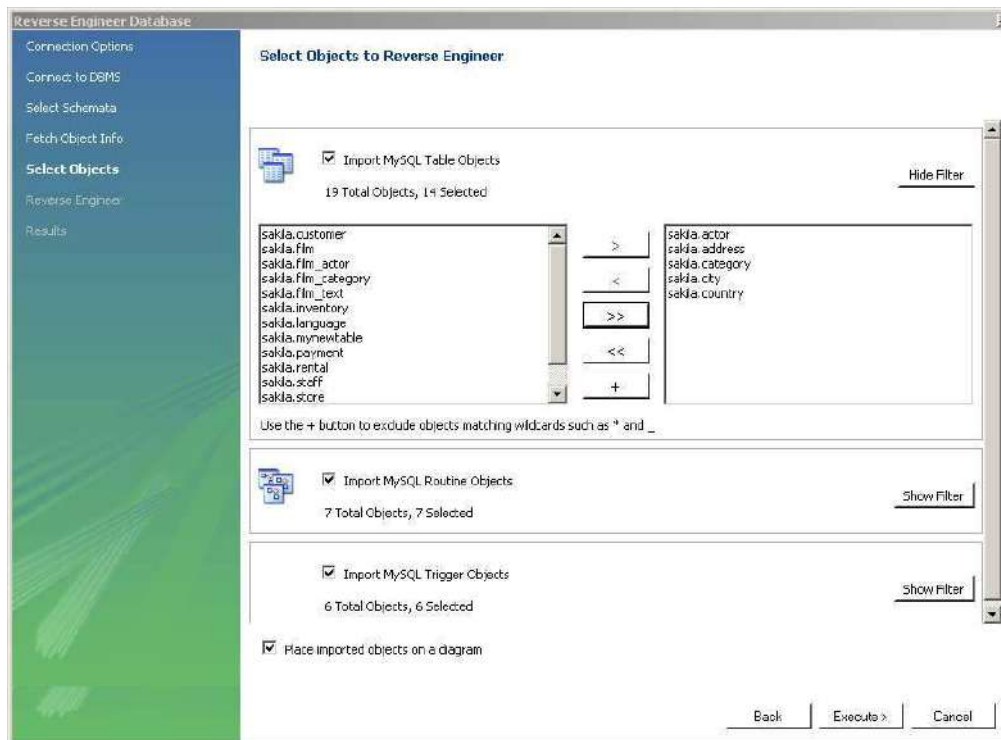 Reverse Engineer Database
Connection Options
Connect to DBMS
Select Schemata
Fetch Object Info
Select Objects
Reverse Engineer
Results
Select Objects to Reverse Engineer
Import MySQL Table Objects
19 Total Objects, 14 Selected
Hide Filter
sakila.customer
sakila.film
sakila.film_actor
sakila.film_category
sakila.film_text
sakila.inventory
sakila.language
sakila.mynewtable
sakila.payment
sakila.rental
sakila.staff
sakila.store
>
<
>>
<<
+
sakila.actor
sakila.address
sakila.category
sakila.city
sakila.country
Use the + button to exclude objects matching wildcards such as * and _
Import MySQL Routine Objects
7 Total Objects, 7 Selected
Show Filter
Import MySQL Trigger Objects
6 Total Objects, 6 Selected
Show Filter
Place imported objects on a diagram
Back
Execute >
Cancel